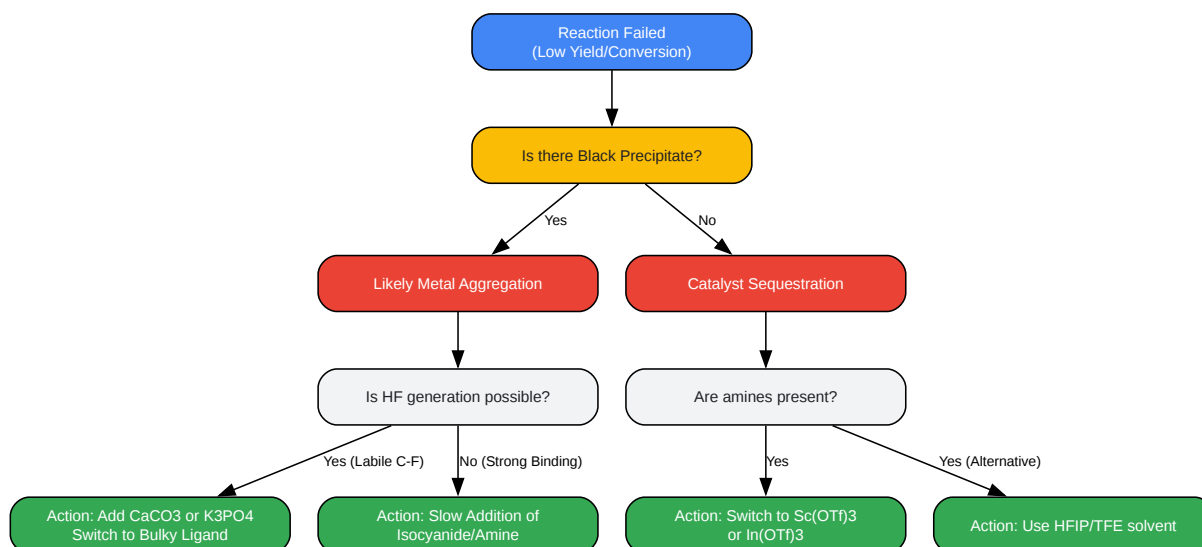 Reaction Failed
(Low Yield/Conversion)
Is there Black Precipitate?
Yes
No
Likely Metal Aggregation
Catalyst Sequestration
Is HF generation possible?
Are amines present?
Yes (Labile C-F)
No (Strong Binding)
Yes
Yes (Alternative)
Action: Add CaCO3 or K3PO4
Switch to Bulky Ligand
Action: Slow Addition of
Isocyanide/Amine
Action: Switch to Sc(OTf)3
or In(OTf)3
Action: Use HFIP/TFE solvent